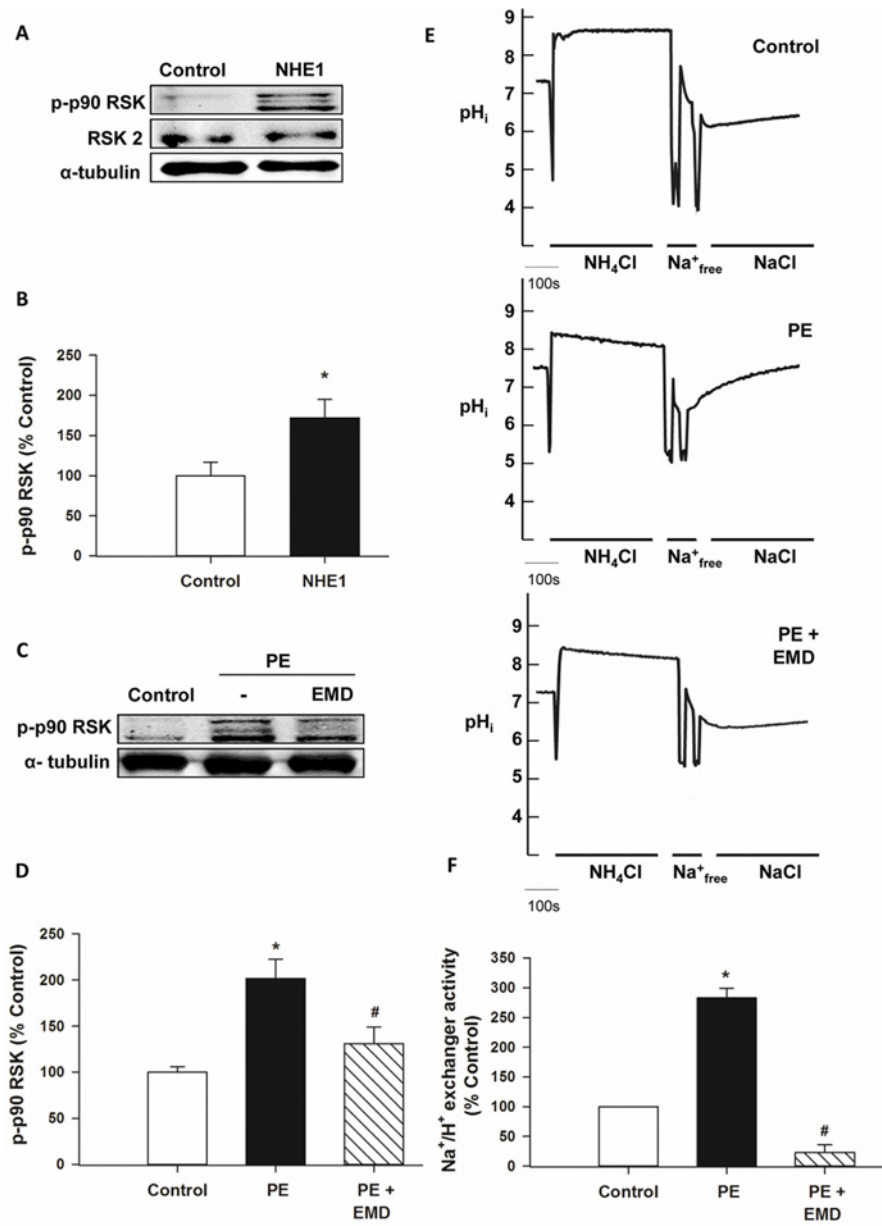 A
Control NHE1
p-p90 RSK
RSK 2
α-tubulin
B
p-p90 RSK (% Control)
250
200
150
100
50
0
Control NHE1
*
C
PE
Control - EMD
p-p90 RSK
α- tubulin
D
p-p90 RSK (% Control)
250
200
150
100
50
0
*
#
Control PE PE +
EMD
E
Control
pHi
9
8
7
6
5
4
NH4Cl Na+free NaCl
100s
PE
pHi
9
8
7
6
5
4
NH4Cl Na+free NaCl
100s
PE +
EMD
pHi
9
8
7
6
5
4
NH4Cl Na+free NaCl
100s
F
Na+/H+ exchanger activity
(% Control)
350
300
250
200
150
100
50
0
*
#
Control PE PE +
EMD